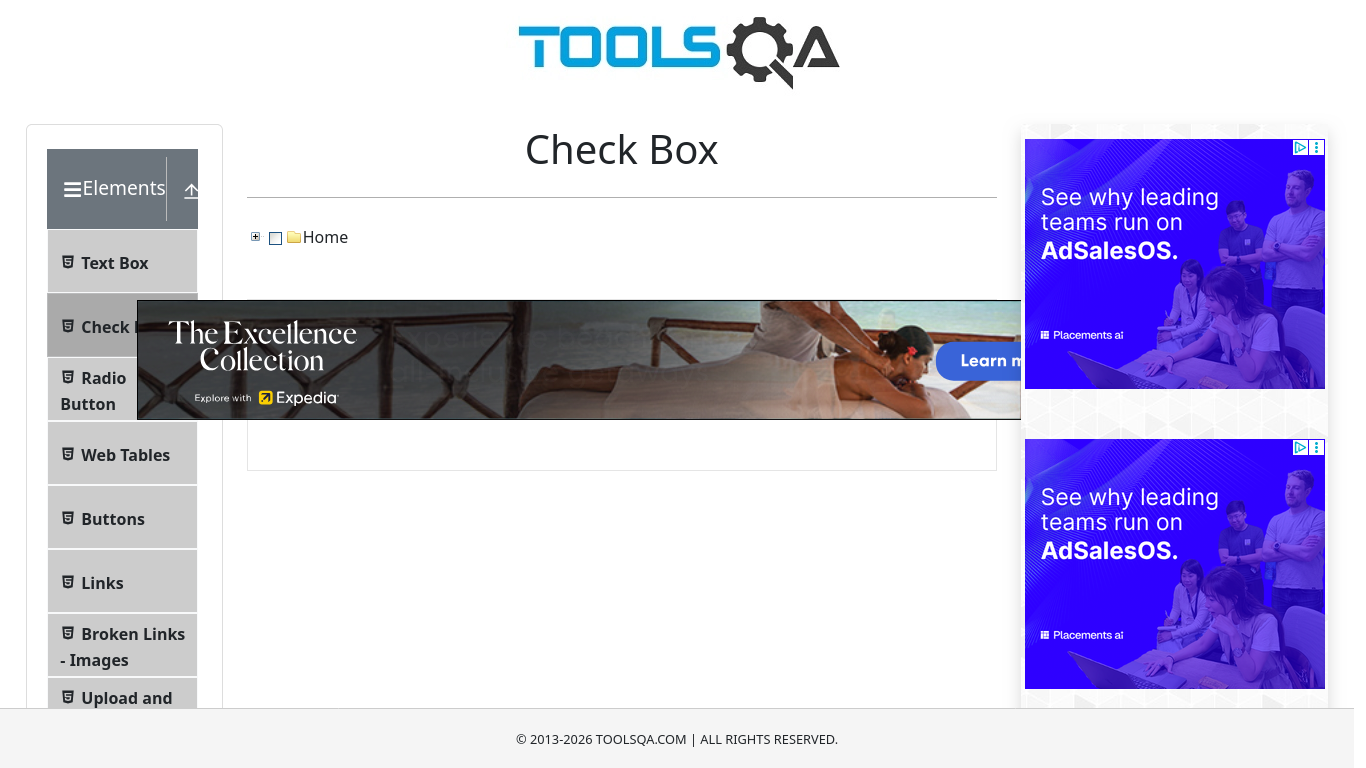 TOOLSQA
Check Box
Elements
Text Box
Check
Radio
Button
Web Tables
Buttons
Links
Broken Links
- Images
Upload and
Home
The Excellence
Collection
Explore with Expedia
Learn
See why leading
teams run on
AdSalesOS.
Placements ai
See why leading
teams run on
AdSalesOS.
Placements ai
© 2013-2026 TOOLSQA.COM | ALL RIGHTS RESERVED.